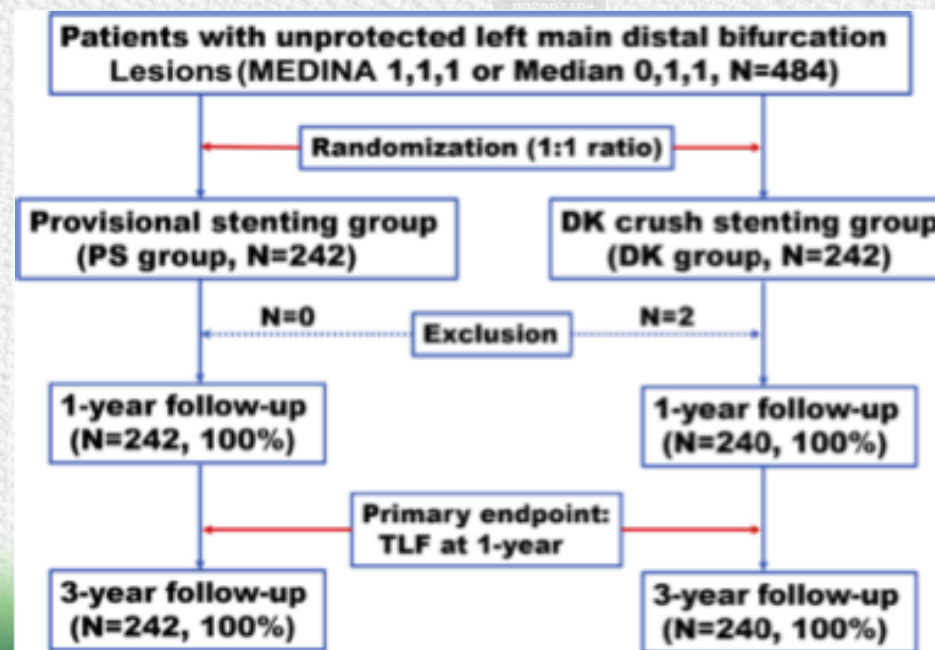 Patients with unprotected left main distal bifurcation
Lesions (MEDINA 1,1,1 or Median 0,1,1, N=484)
Randomization (1:1 ratio)
Provisional stenting group
(PS group, N=242)
DK crush stenting group
(DK group, N=242)
N=0
Exclusion
N=2
1-year follow-up
(N=242, 100%)
1-year follow-up
(N=240, 100%)
Primary endpoint:
TLF at 1-year
3-year follow-up
(N=242, 100%)
3-year follow-up
(N=240, 100%)